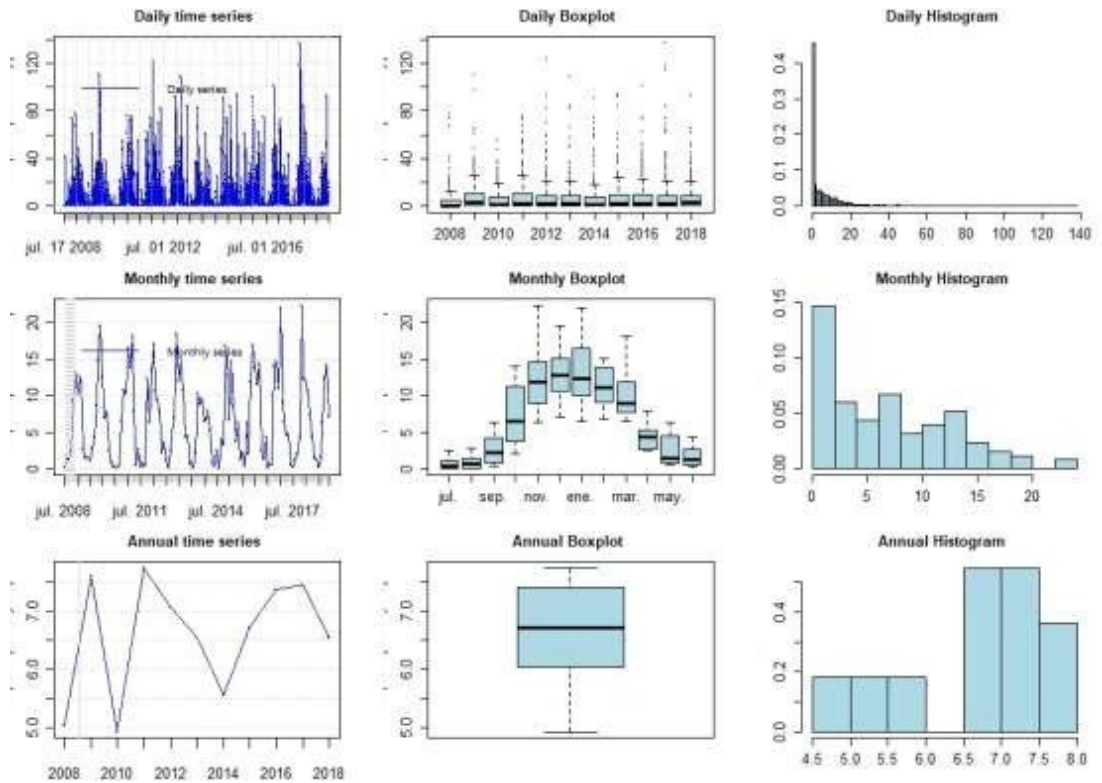 Daily time series
Daily Boxplot
Daily Histogram
0 40 80 120
Daily series
jul. 17 2008 jul. 01 2012 jul. 01 2016
0 40 80 120
2008 2010 2012 2014 2016 2018
0.0 0.1 0.2 0.3 0.4
0 20 40 60 80 100 120 140
Monthly time series
Monthly Boxplot
Monthly Histogram
0 5 10 15 20
Monthly series
jul. 2008 jul. 2011 jul. 2014 jul. 2017
0 5 10 15 20
jul. sep. nov. ene. mar. may.
0.00 0.05 0.10 0.15
0 5 10 15 20
Annual time series
Annual Boxplot
Annual Histogram
5.0 6.0 7.0
2008 2010 2012 2014 2016 2018
5.0 6.0 7.0
0.0 0.2 0.4
4.5 5.0 5.5 6.0 6.5 7.0 7.5 8.0